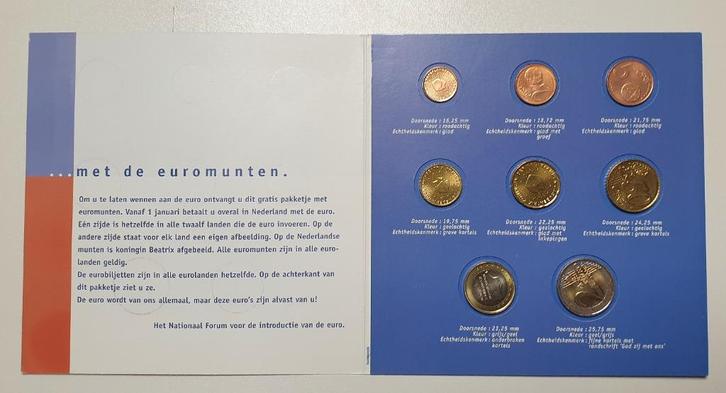 ...met de euromunten.
Om u te laten wennen aan de euro ontvangt u dit gratis pakketje met
euromunten. Vanaf 1 januari betaalt u overal in Nederland met de euro.
Eén zijde is hetzelfde in alle twaalf landen die de euro invoeren. Op de
andere zijde staat voor elk land een eigen afbeelding. Op de Nederlandse
munten is koningin Beatrix afgebeeld. Alle euromunten zijn in alle euro-
landen geldig.
De eurobiljetten zijn in alle eurolanden hetzelfde. Op de achterkant van
dit pakketje ziet u ze.
De euro wordt van ons allemaal, maar deze euro's zijn alvast van u!
Het Nationaal Forum voor de introductie van de euro.
Doorsnede : 16,25 mm
Kleur : roodachtig
Echtheidskenmerk : glad
Doorsnede : 18,72 mm
Kleur : roodachtig
Echtheidskenmerk : glad met
groef
Doorsnede : 21,75 mm
Kleur : roodachtig
Echtheidskenmerk : glad
Doorsnede : 19,75 mm
Kleur : geelachtig
Echtheidskenmerk : grove kartels
Doorsnede : 22,25 mm
Kleur : geelachtig
Echtheidskenmerk : glad met
inkepingen
Doorsnede : 24,25 mm
Kleur : geelachtig
Echtheidskenmerk : grove kartels
Doorsnede : 23,25 mm
Kleur : grijs/geel
Echtheidskenmerk : onderbroken
kartels
Doorsnede : 25,75 mm
Kleur : geel/grijs
Echtheidskenmerk : fijne kartels met
randschrift 'God zij met ons'